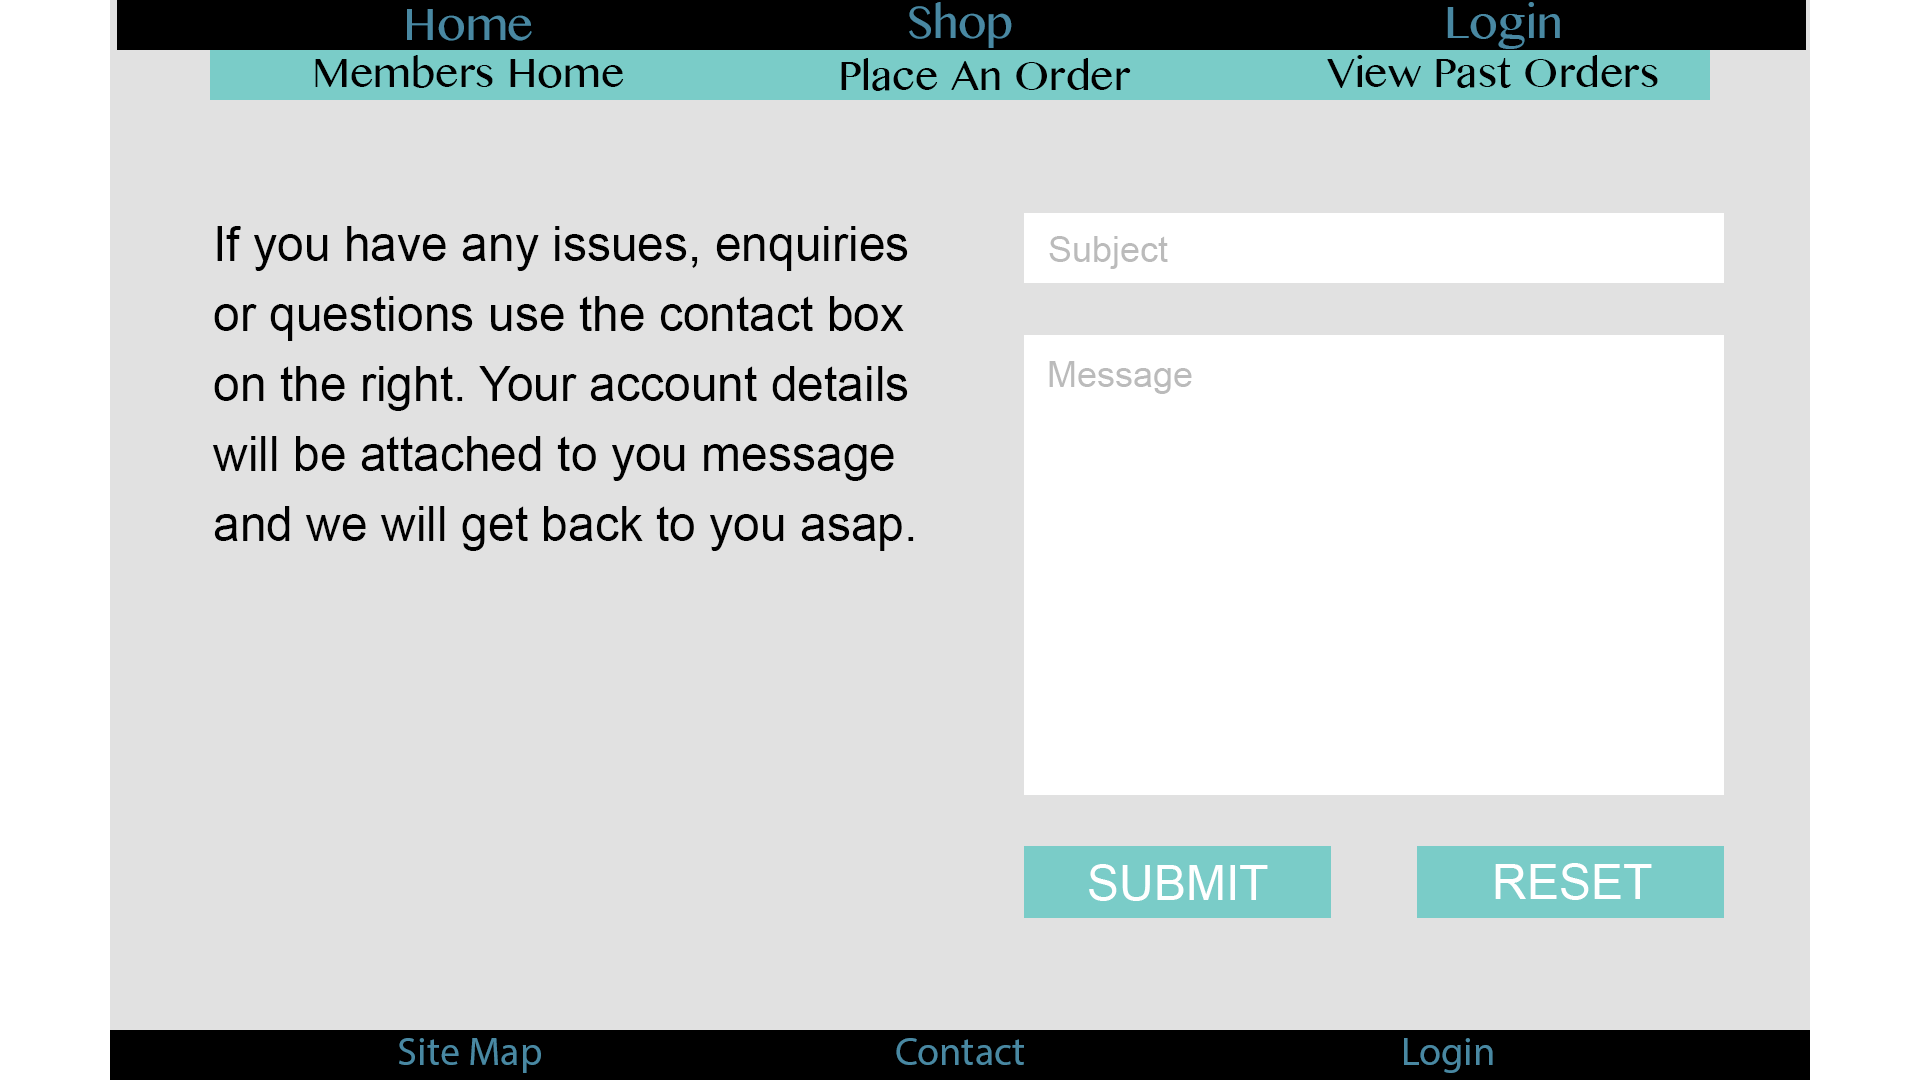 Home Shop Login
Members Home Place An Order View Past Orders
If you have any issues, enquiries
or questions use the contact box
on the right. Your account details
will be attached to you message
and we will get back to you asap.
Subject
Message
SUBMIT RESET
Site Map Contact Login